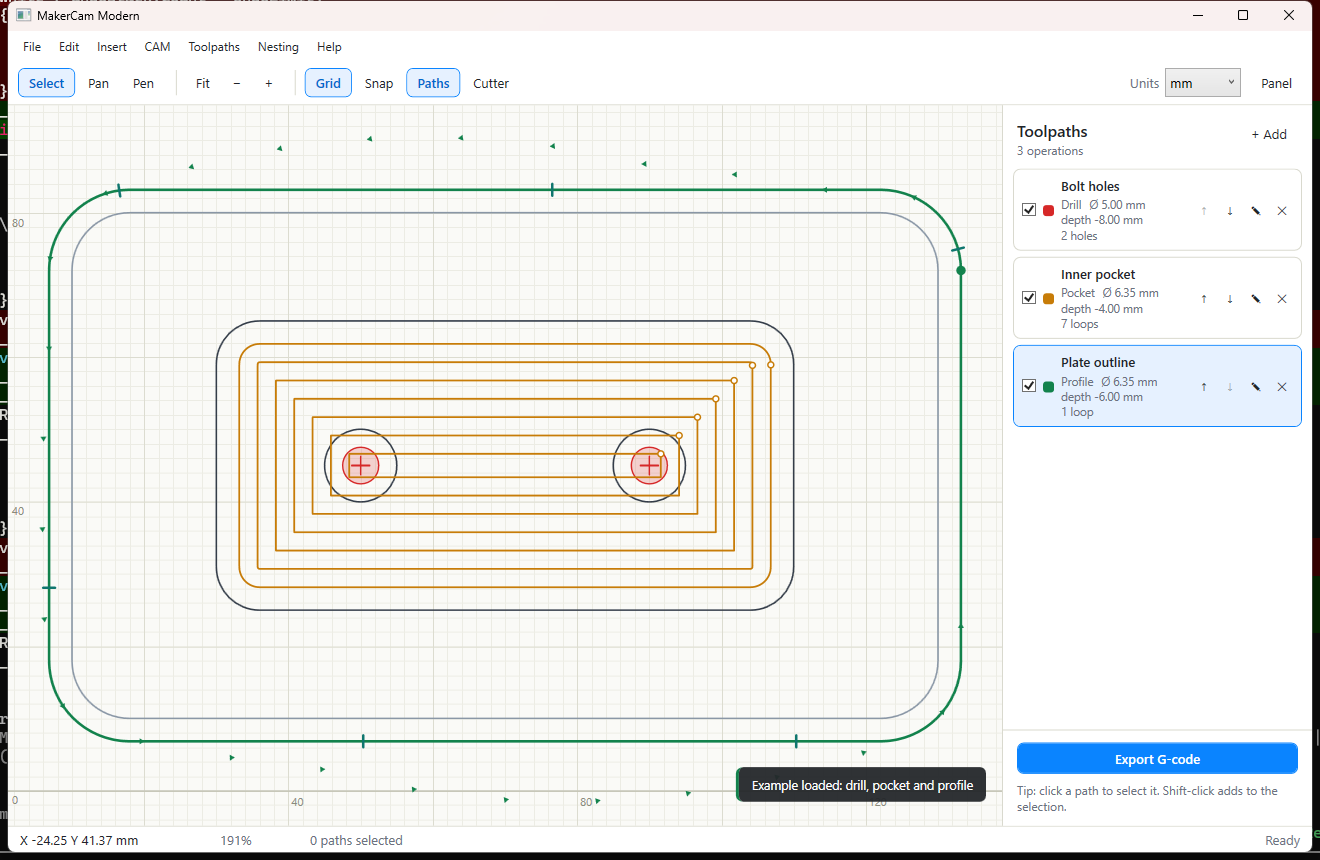 MakerCam Modern
File Edit Insert CAM Toolpaths Nesting Help
Select Pan Pen Fit − + Grid Snap Paths Cutter Units mm Panel
Toolpaths + Add
3 operations
Bolt holes
Drill Ø 5.00 mm
depth -8.00 mm
2 holes
Inner pocket
Pocket Ø 6.35 mm
depth -4.00 mm
7 loops
Plate outline
Profile Ø 6.35 mm
depth -6.00 mm
1 loop
80
40
0 40 80 120
Example loaded: drill, pocket and profile
Export G-code
Tip: click a path to select it. Shift-click adds to the
selection.
X -24.25 Y 41.37 mm 191% 0 paths selected Ready